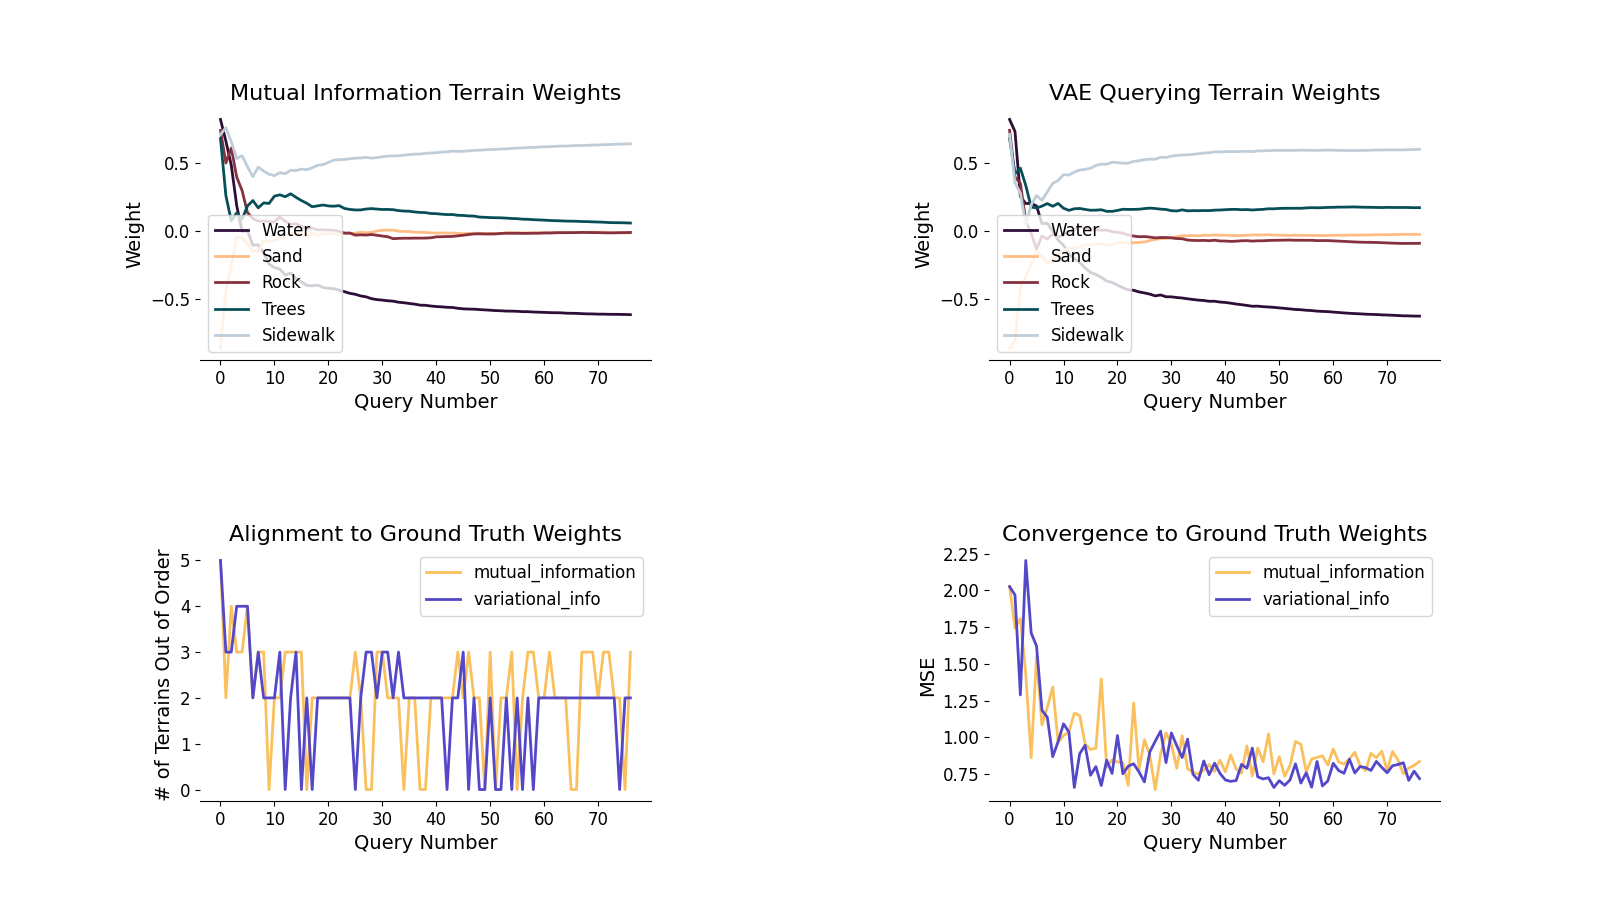 Mutual Information Terrain Weights
Weight
0.5
0.0
−0.5
Water
Sand
Rock
Trees
Sidewalk
0 10 20 30 40 50 60 70
Query Number
VAE Querying Terrain Weights
Weight
0.5
0.0
−0.5
Water
Sand
Rock
Trees
Sidewalk
0 10 20 30 40 50 60 70
Query Number
Alignment to Ground Truth Weights
# of Terrains Out of Order
5
4
3
2
1
0
mutual_information
variational_info
0 10 20 30 40 50 60 70
Query Number
Convergence to Ground Truth Weights
MSE
2.25
2.00
1.75
1.50
1.25
1.00
0.75
mutual_information
variational_info
0 10 20 30 40 50 60 70
Query Number